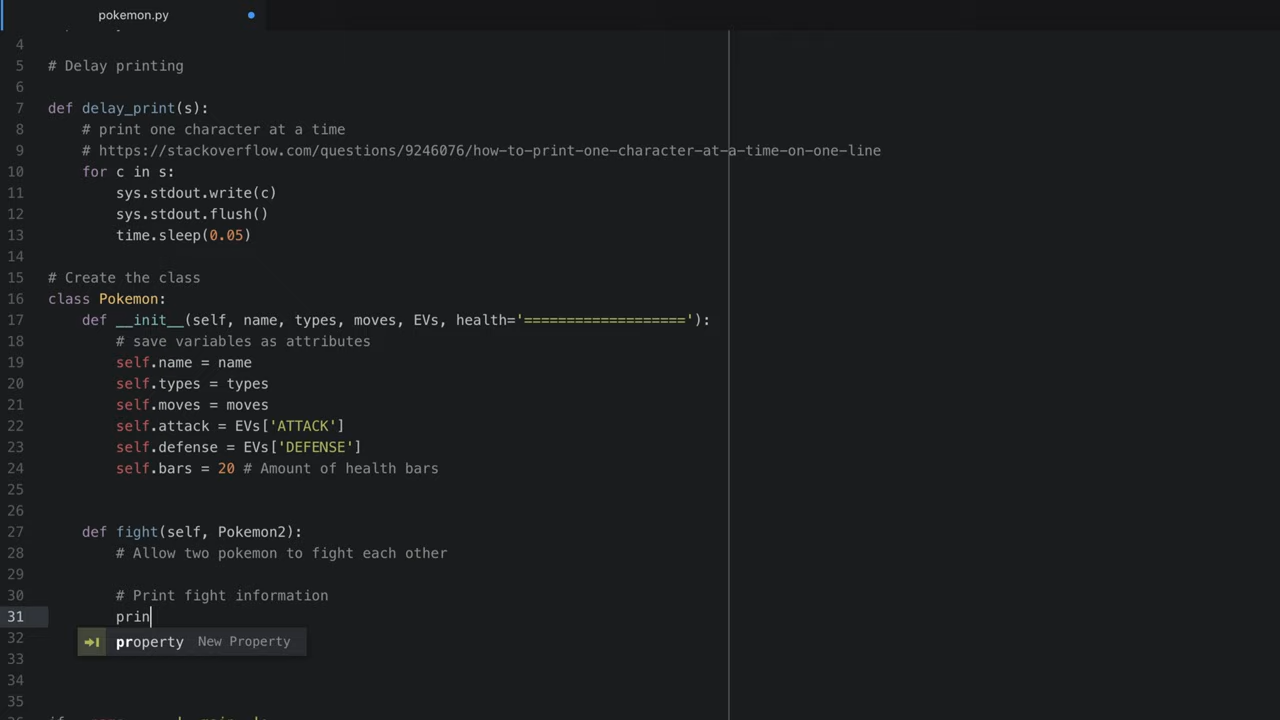 pokemon.py
4
5 # Delay printing
6
7 def delay_print(s):
8 # print one character at a time
9 # https://stackoverflow.com/questions/9246076/how-to-print-one-character-at-a-time-on-one-line
10 for c in s:
11 sys.stdout.write(c)
12 sys.stdout.flush()
13 time.sleep(0.05)
14
15 # Create the class
16 class Pokemon:
17 def __init__(self, name, types, moves, EVs, health='==================='):
18 # save variables as attributes
19 self.name = name
20 self.types = types
21 self.moves = moves
22 self.attack = EVs['ATTACK']
23 self.defense = EVs['DEFENSE']
24 self.bars = 20 # Amount of health bars
25
26
27 def fight(self, Pokemon2):
28 # Allow two pokemon to fight each other
29
30 # Print fight information
31 prin
32 property New Property
33
34
35